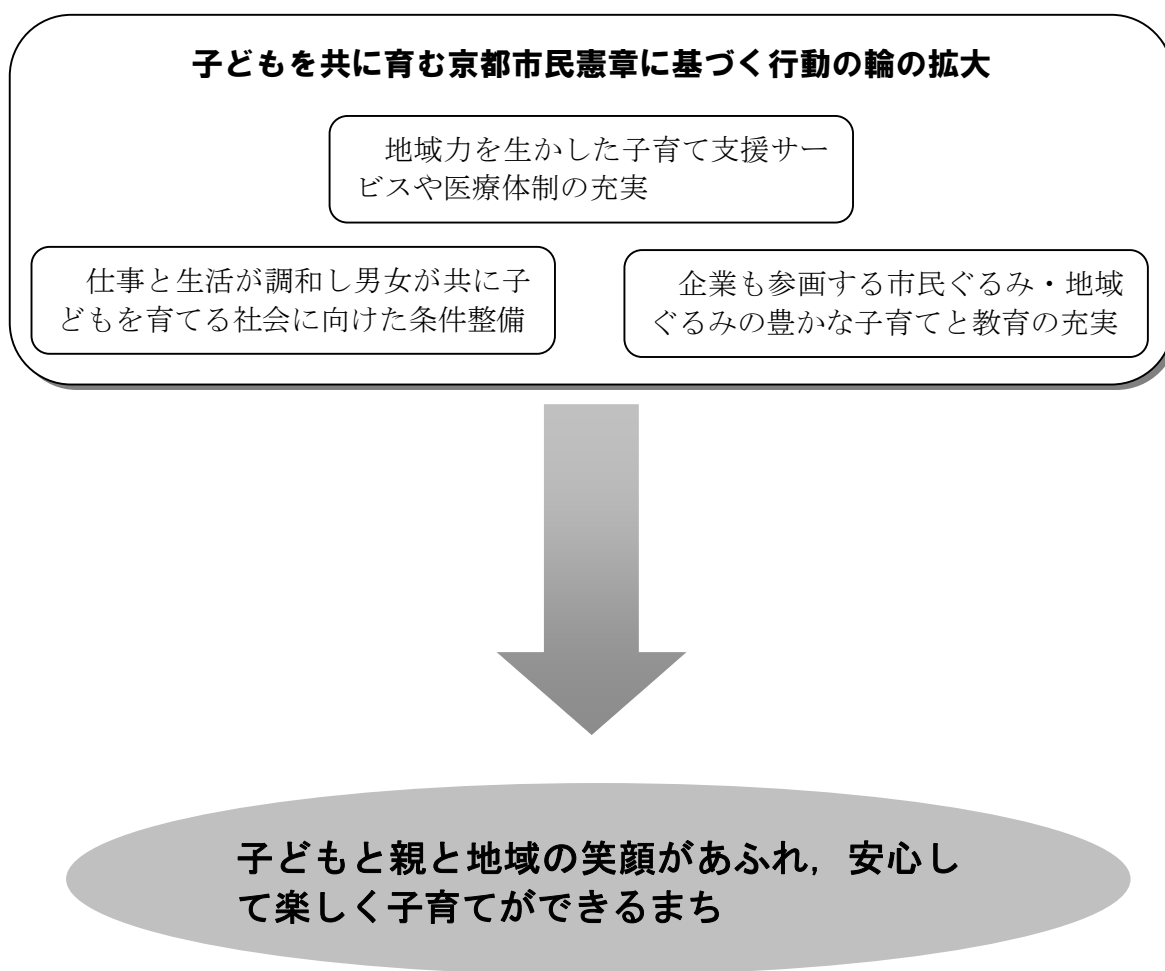 子どもを共に育む京都市民憲章に基づく行動の輪の拡大
地域力を生かした子育て支援サー
ビスや医療体制の充実
仕事と生活が調和し男女が共に子
どもを育てる社会に向けた条件整備
企業も参画する市民ぐるみ・地域
ぐるみの豊かな子育てと教育の充実
子どもと親と地域の笑顔があふれ，安心し
て楽しく子育てができるまち